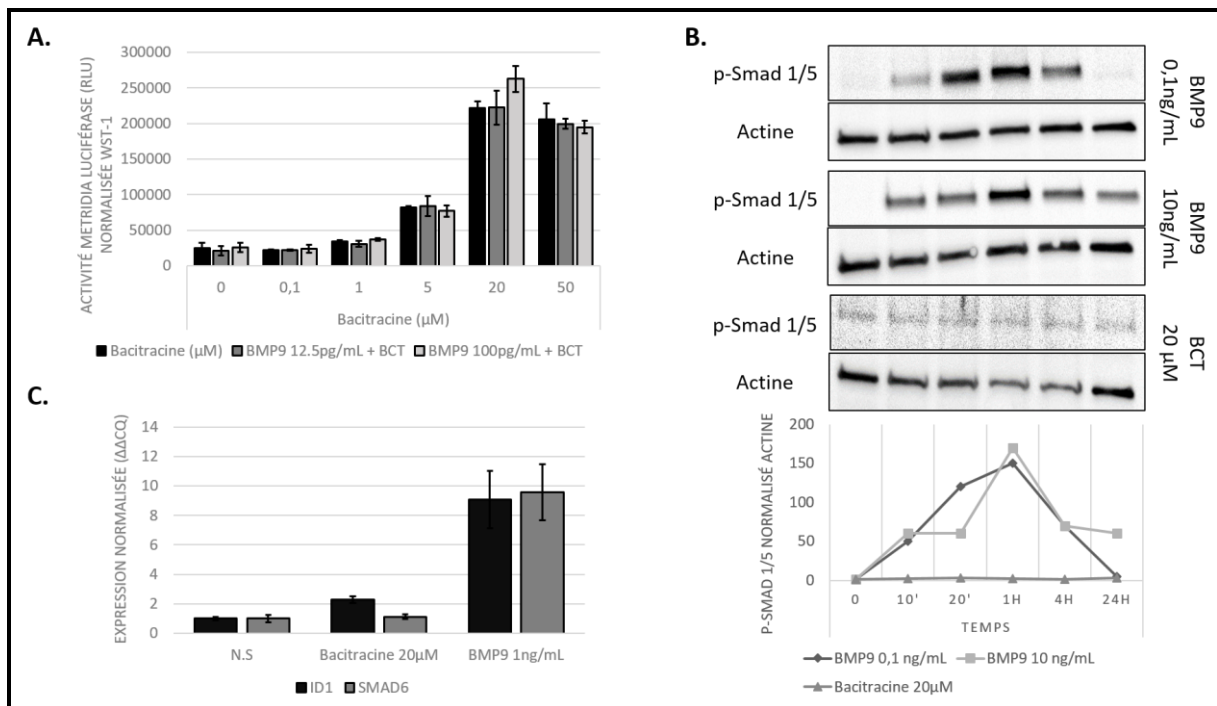 A.
300000
250000
200000
150000
100000
50000
0
ACTIVITÉ METRIDIA LUCIFÉRASE (RLU)
NORMALISÉE WST-1
0 0,1 1 5 20 50
Bacitracine (µM)
Bacitracine (µM) BMP9 12.5pg/mL + BCT BMP9 100pg/mL + BCT
B.
p-Smad 1/5
Actine
BMP9
0,1ng/mL
p-Smad 1/5
Actine
BMP9
10ng/mL
p-Smad 1/5
Actine
BCT
20 µM
200
150
100
50
0
P-SMAD 1/5 NORMALISÉ ACTINE
0 10' 20' 1H 4H 24H
TEMPS
BMP9 0,1 ng/mL BMP9 10 ng/mL
Bacitracine 20µM
C.
14
12
10
8
6
4
2
0
EXPRESSION NORMALISÉE (ΔΔCQ)
N.S Bacitracine 20µM BMP9 1ng/mL
ID1 SMAD6